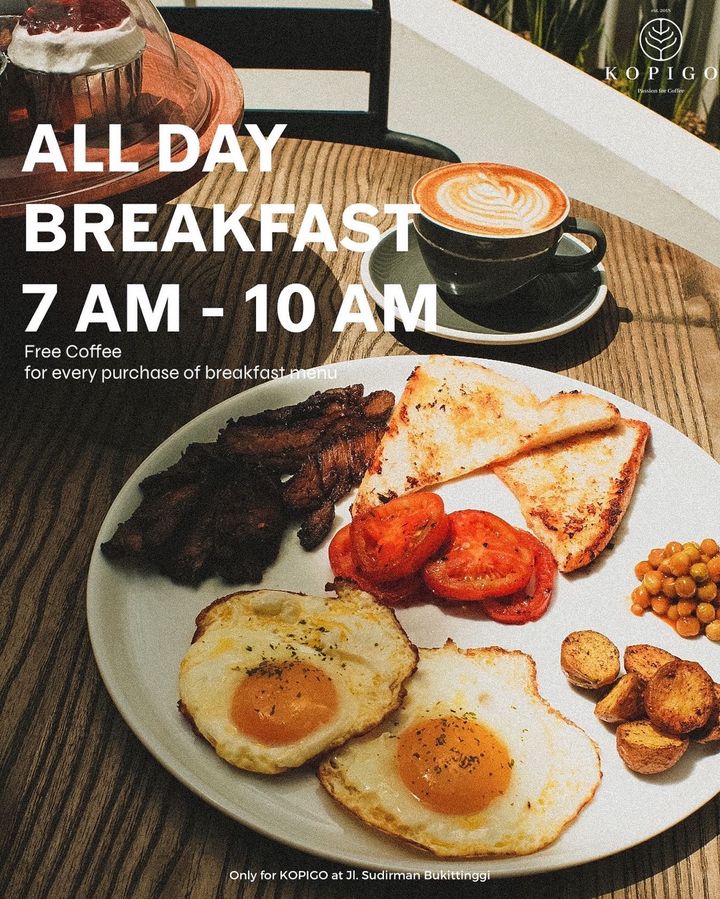 est. 2018
KOPIGO
Passion for Coffee
ALL DAY
BREAKFAST
7 AM - 10 AM
Free Coffee
for every purchase of breakfast menu
Only for KOPIGO at Jl. Sudirman Bukittinggi